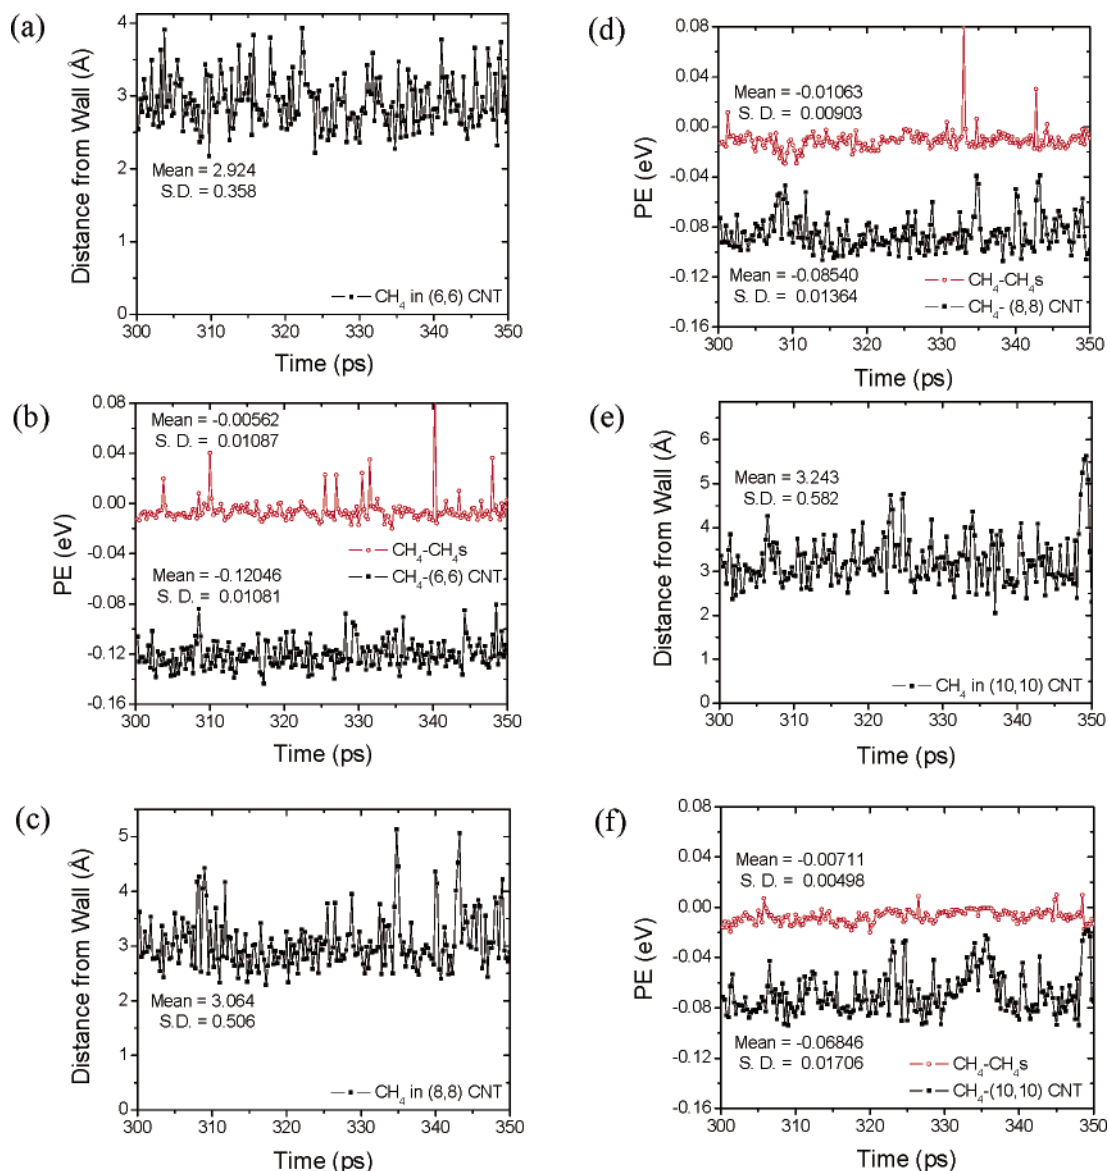 (a)
4
3
2
1
0
Distance from Wall (Å)
Mean = 2.924
S.D. = 0.358
CH₄ in (6,6) CNT
300 310 320 330 340 350
Time (ps)
(b)
0.08
0.04
0.00
-0.04
-0.08
-0.12
-0.16
PE (eV)
Mean = -0.00562
S. D. = 0.01087
CH₄-CH₄s
CH₄-(6,6) CNT
Mean = -0.12046
S. D. = 0.01081
300 310 320 330 340 350
Time (ps)
(c)
5
4
3
2
1
0
Distance from Wall (Å)
Mean = 3.064
S.D. = 0.506
CH₄ in (8,8) CNT
300 310 320 330 340 350
Time (ps)
(d)
0.08
0.04
0.00
-0.04
-0.08
-0.12
-0.16
PE (eV)
Mean = -0.01063
S. D. = 0.00903
Mean = -0.08540
S. D. = 0.01364
CH₄-CH₄s
CH₄- (8,8) CNT
300 310 320 330 340 350
Time (ps)
(e)
6
5
4
3
2
1
0
Distance from Wall (Å)
Mean = 3.243
S.D. = 0.582
CH₄ in (10,10) CNT
300 310 320 330 340 350
Time (ps)
(f)
0.08
0.04
0.00
-0.04
-0.08
-0.12
-0.16
PE (eV)
Mean = -0.00711
S. D. = 0.00498
Mean = -0.06846
S. D. = 0.01706
CH₄-CH₄s
CH₄-(10,10) CNT
300 310 320 330 340 350
Time (ps)